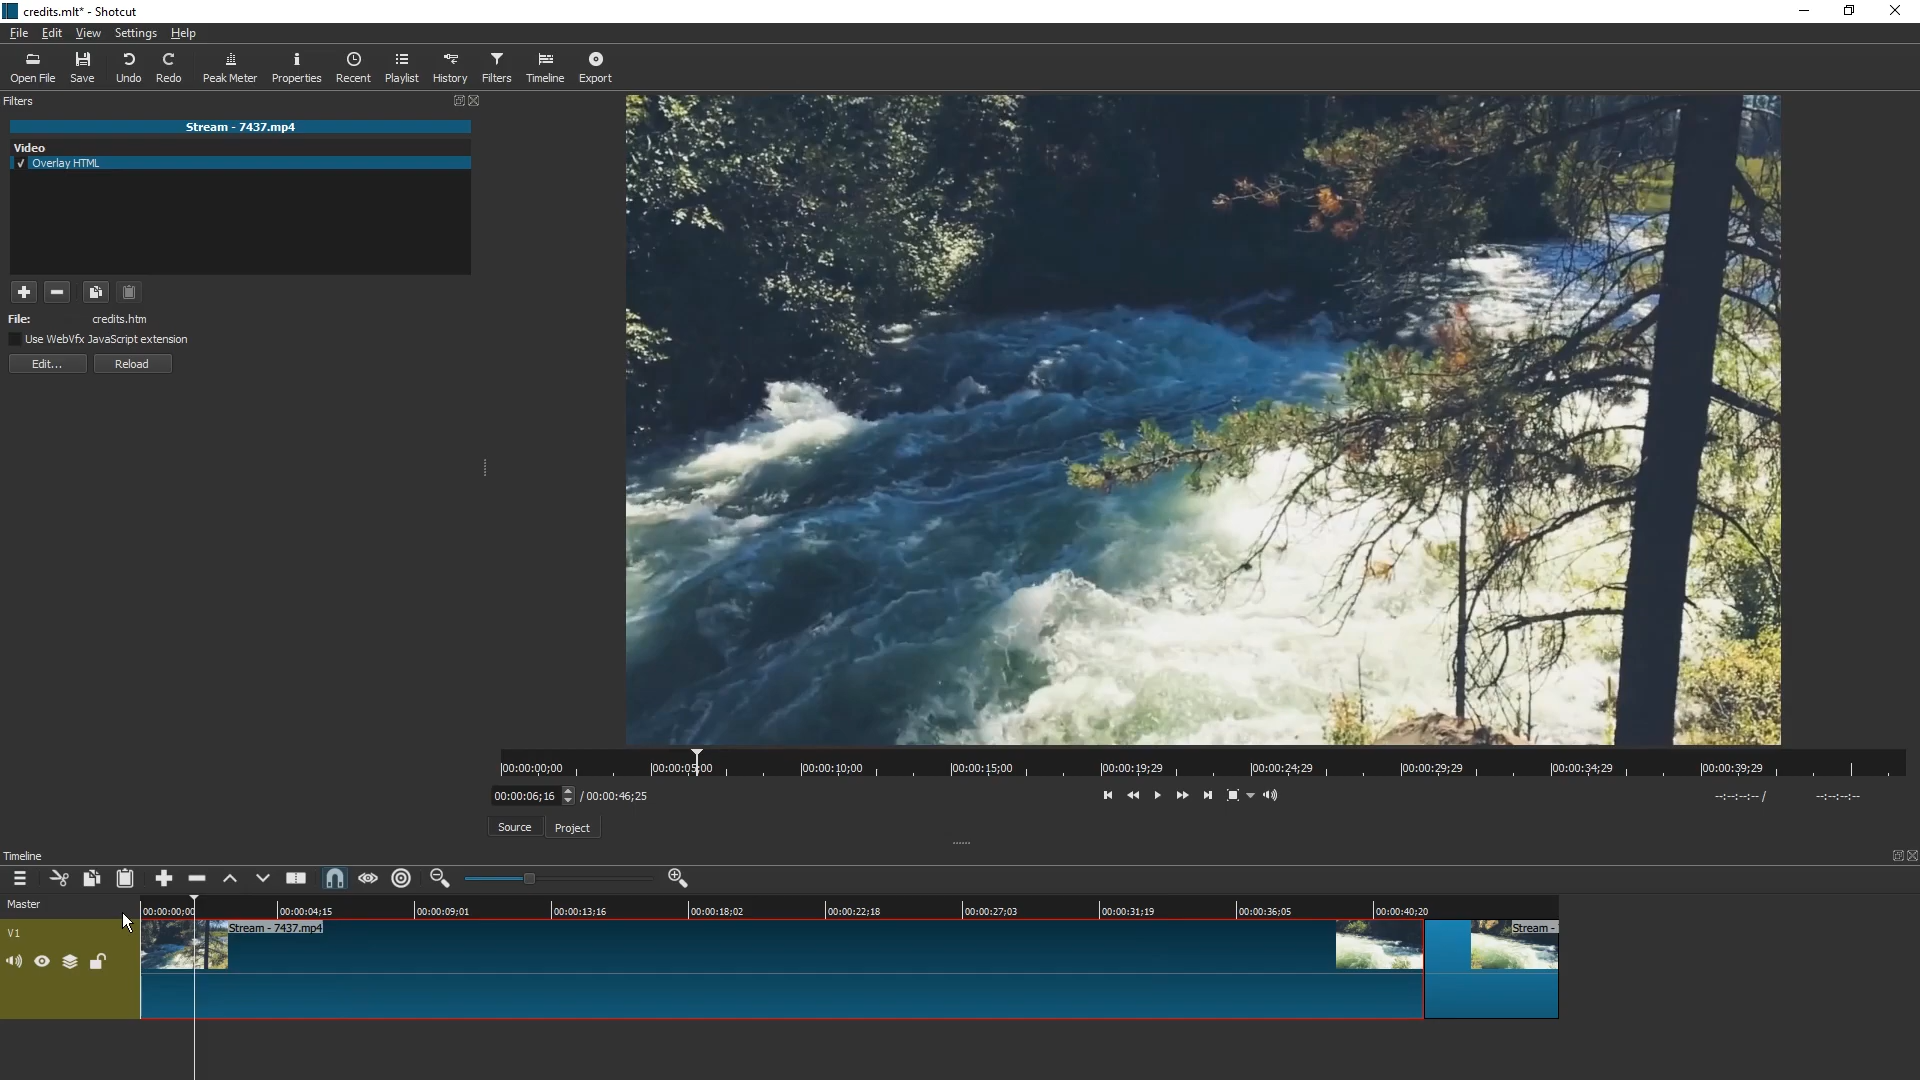 credits.mlt* - Shotcut
File Edit View Settings Help
Open File Save Undo Redo Peak Meter Properties Recent Playlist History Filters Timeline Export
Filters
Stream - 7437.mp4
Video
✓ Overlay HTML
File: credits.htm
Use WebVfx JavaScript extension
Edit... Reload
00:00:00;00 00:00:05;00 00:00:10;00 00:00:15;00 00:00:19;29 00:00:24;29 00:00:29;29 00:00:34;29 00:00:39;29
00:00:06;16 / 00:00:46;25 --:--:--:-- / --:--:--:--
Source Project
Timeline
Master
00:00:00;00 00:00:04;15 00:00:09;01 00:00:13;16 00:00:18;02 00:00:22;18 00:00:27;03 00:00:31;19 00:00:36;05 00:00:40;20
V1 Stream - 7437.mp4 Stream -